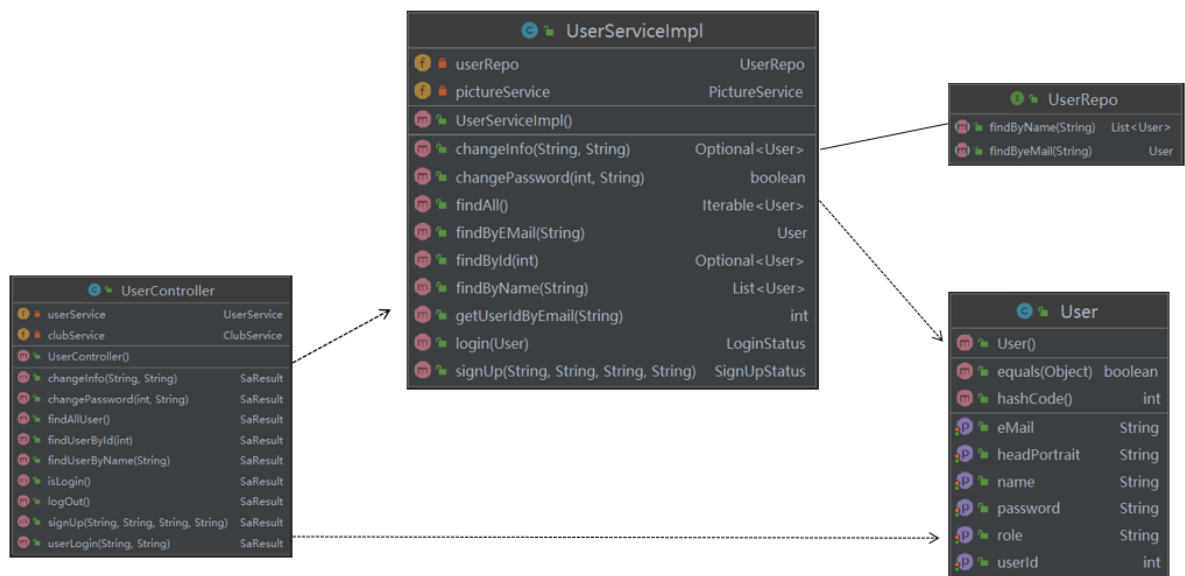 UserServiceImpl
userRepo UserRepo
pictureService PictureService
UserServiceImpl()
changeInfo(String, String) Optional<User>
changePassword(int, String) boolean
findAll() Iterable<User>
findByEMail(String) User
findById(int) Optional<User>
findByName(String) List<User>
getUserIdByEmail(String) int
login(User) LoginStatus
signUp(String, String, String, String) SignUpStatus
UserRepo
findByName(String) List<User>
findByeMail(String) User
UserController
userService UserService
clubService ClubService
UserController()
changeInfo(String, String) SaResult
changePassword(int, String) SaResult
findAllUser() SaResult
findUserById(int) SaResult
findUserByName(String) SaResult
isLogin() SaResult
logOut() SaResult
signUp(String, String, String, String) SaResult
userLogin(String, String) SaResult
User
User()
equals(Object) boolean
hashCode() int
eMail String
headPortrait String
name String
password String
role String
userId int